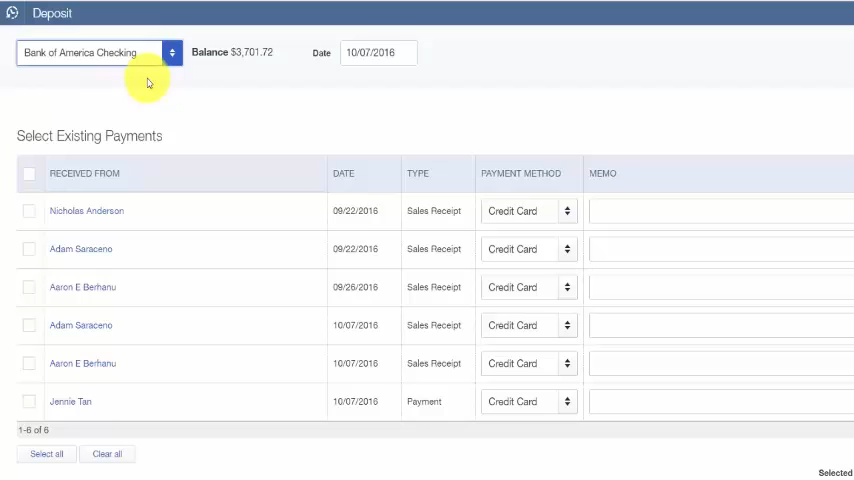 Deposit
Bank of America Checking Balance $3,701.72 Date 10/07/2016
Select Existing Payments
RECEIVED FROM DATE TYPE PAYMENT METHOD MEMO
Nicholas Anderson 09/22/2016 Sales Receipt Credit Card
Adam Saraceno 09/22/2016 Sales Receipt Credit Card
Aaron E Berhanu 09/26/2016 Sales Receipt Credit Card
Adam Saraceno 10/07/2016 Sales Receipt Credit Card
Aaron E Berhanu 10/07/2016 Sales Receipt Credit Card
Jennie Tan 10/07/2016 Payment Credit Card
1-6 of 6
Select all Clear all
Selected